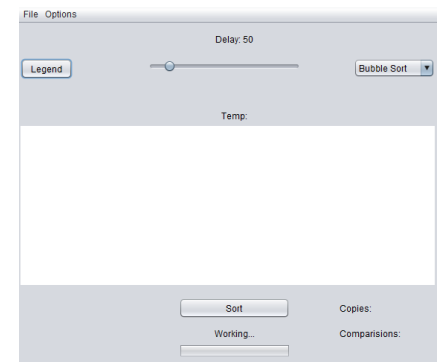 File Options
Delay: 50
Legend
Bubble Sort
Temp:
Sort
Copies:
Working...
Comparisions: